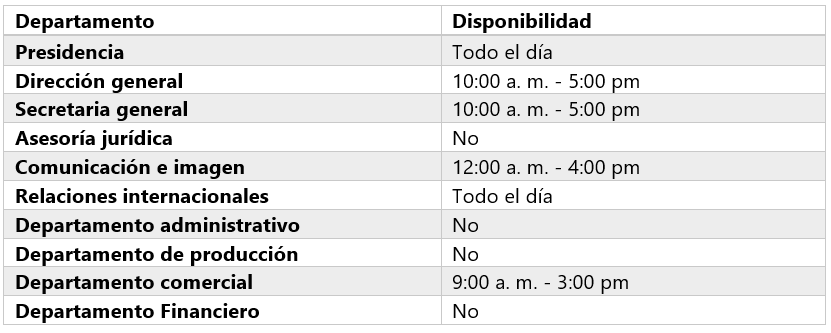 Departamento Disponibilidad
Presidencia Todo el día
Dirección general 10:00 a. m. - 5:00 pm
Secretaria general 10:00 a. m. - 5:00 pm
Asesoría jurídica No
Comunicación e imagen 12:00 a. m. - 4:00 pm
Relaciones internacionales Todo el día
Departamento administrativo No
Departamento de producción No
Departamento comercial 9:00 a. m. - 3:00 pm
Departamento Financiero No